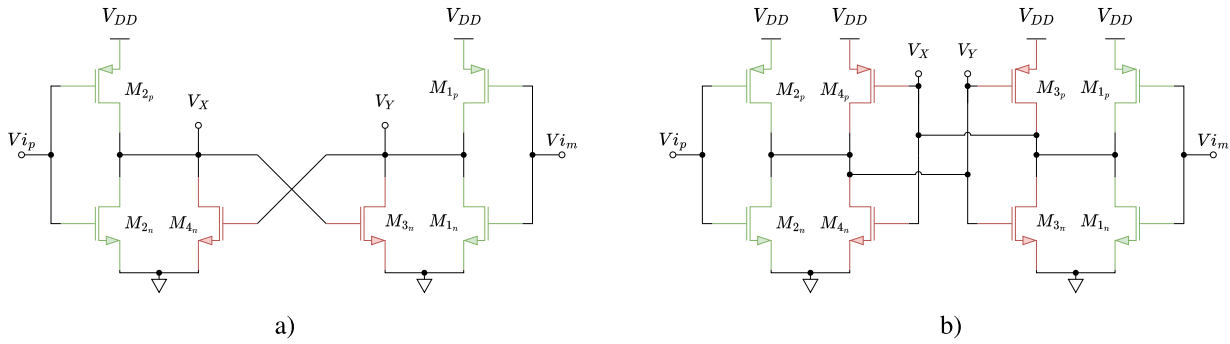 V_DD V_DD V_DD V_DD V_DD V_DD
V_X V_Y
M_2p M_1p M_2p M_4p M_3p M_1p
V_X V_Y
Vi_p Vi_m Vi_p Vi_m
M_2n M_4n M_3n M_1n M_2n M_4n M_3n M_1n
a) b)